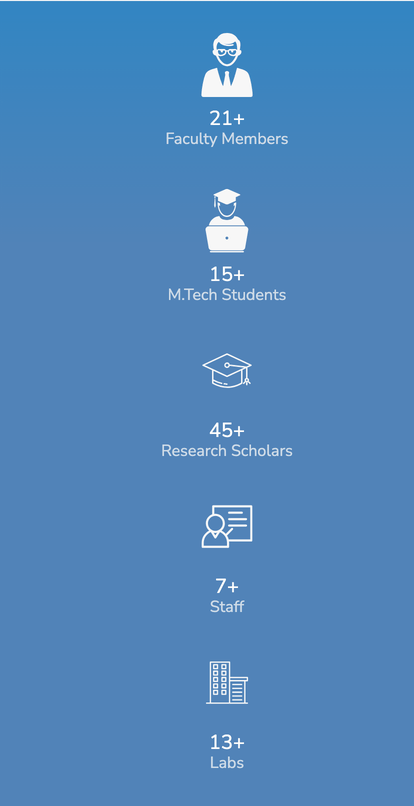 21+
Faculty Members
15+
M.Tech Students
45+
Research Scholars
7+
Staff
13+
Labs